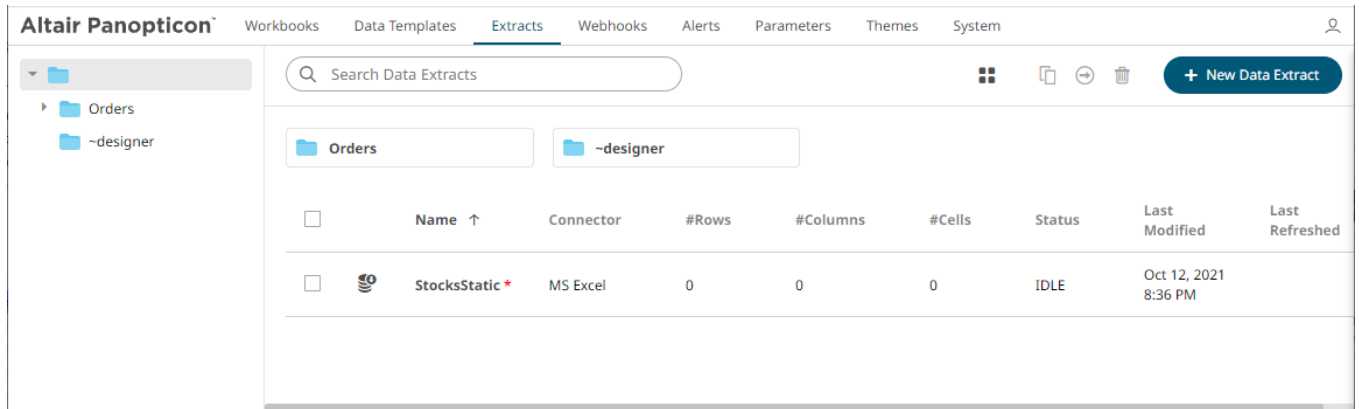 Altair Panopticon™ Workbooks Data Templates Extracts Webhooks Alerts Parameters Themes System
Search Data Extracts + New Data Extract
Orders
~designer
Orders ~designer
Name ↑ Connector #Rows #Columns #Cells Status Last Modified Last Refreshed
StocksStatic * MS Excel 0 0 0 IDLE Oct 12, 2021 8:36 PM